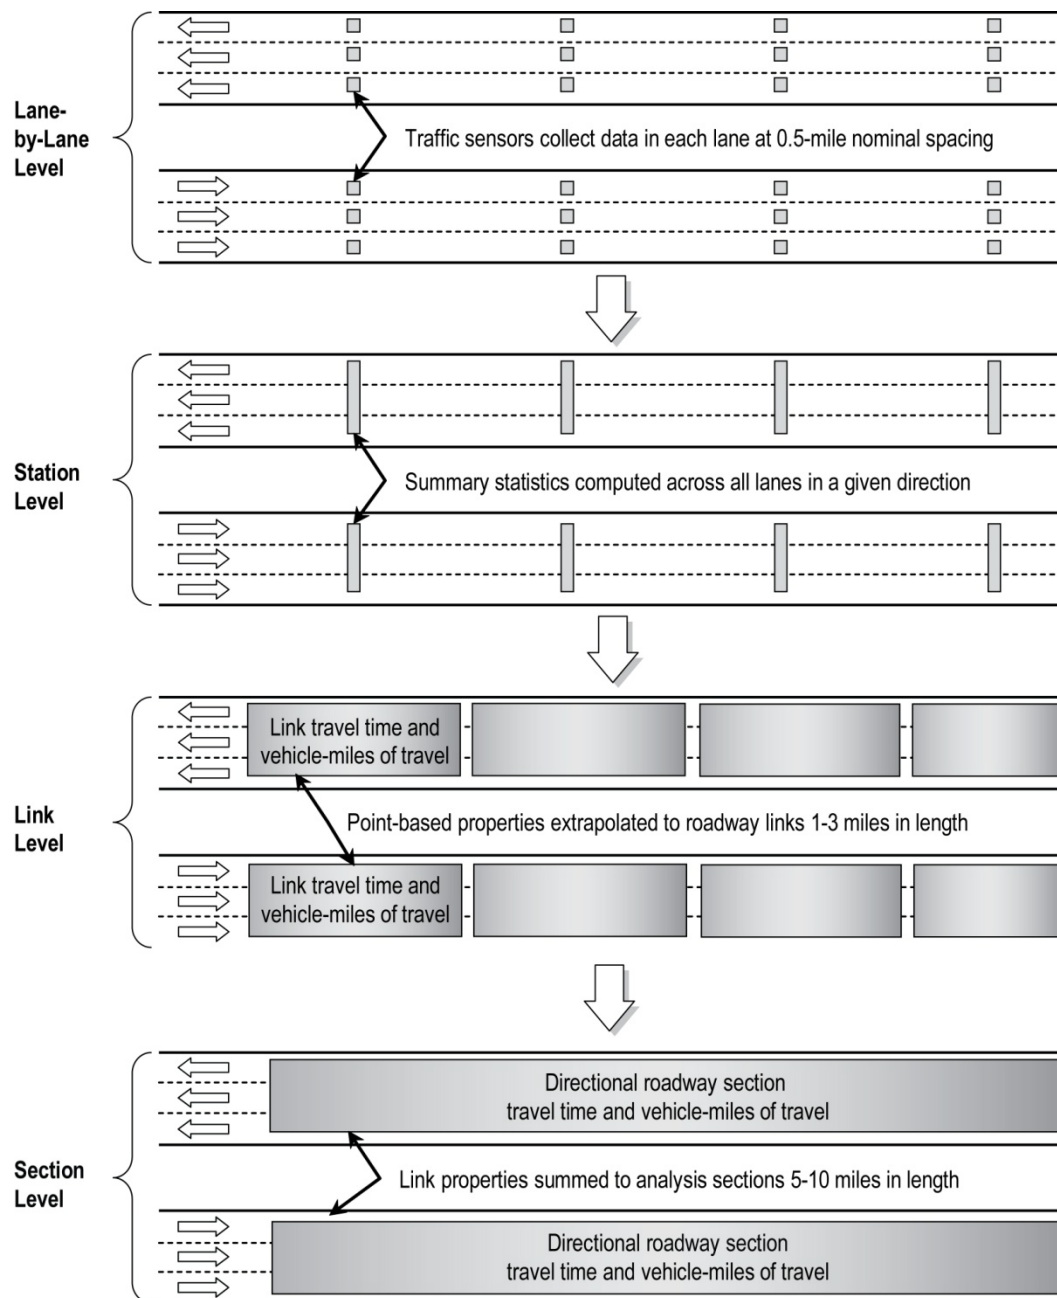 Lane-
by-Lane
Level
Traffic sensors collect data in each lane at 0.5-mile nominal spacing
Station
Level
Summary statistics computed across all lanes in a given direction
Link travel time and
vehicle-miles of travel
Link
Level
Point-based properties extrapolated to roadway links 1-3 miles in length
Link travel time and
vehicle-miles of travel
Directional roadway section
travel time and vehicle-miles of travel
Section
Level
Link properties summed to analysis sections 5-10 miles in length
Directional roadway section
travel time and vehicle-miles of travel